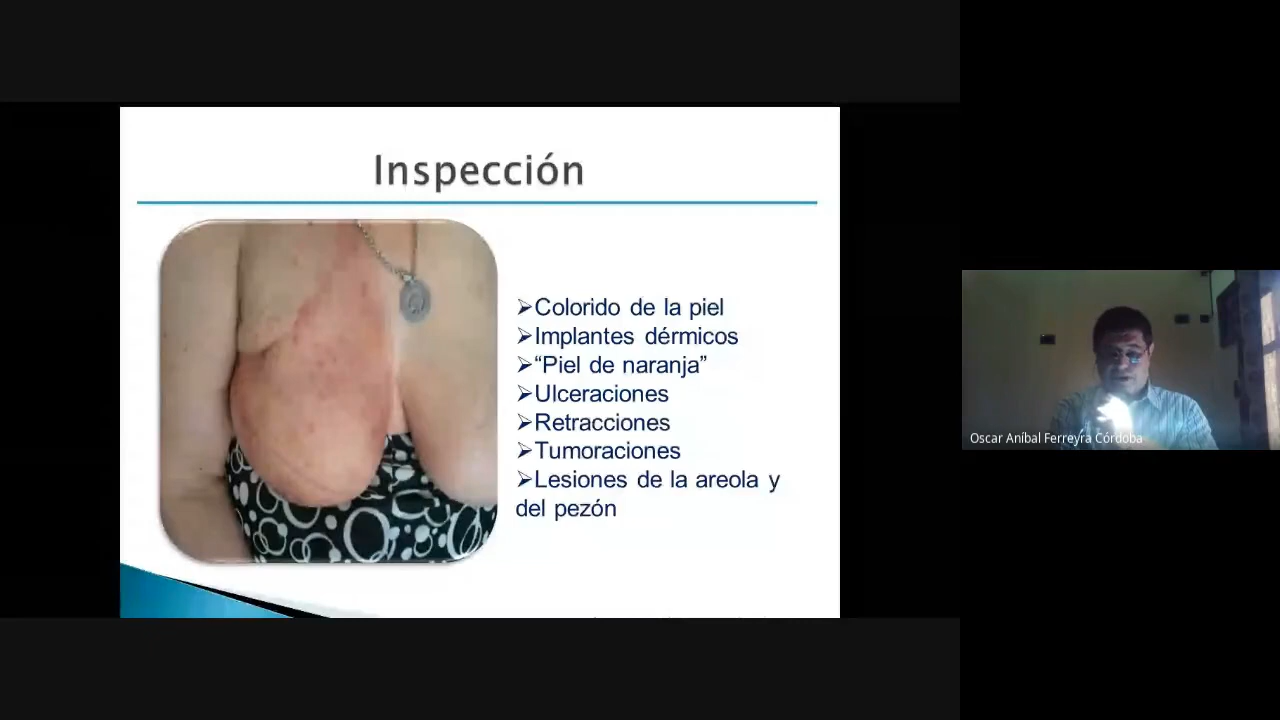 Inspección
➢Colorido de la piel
➢Implantes dérmicos
➢“Piel de naranja”
➢Ulceraciones
➢Retracciones
➢Tumoraciones
➢Lesiones de la areola y
del pezón
Oscar Aníbal Ferreyra Córdoba